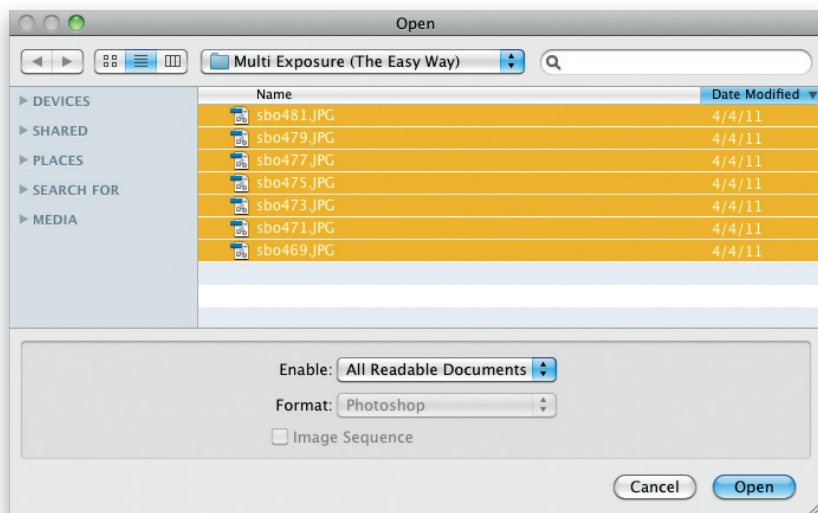 Open
Multi Exposure (The Easy Way)
DEVICES
SHARED
PLACES
SEARCH FOR
MEDIA
Name Date Modified
sbo481.JPG 4/4/11
sbo479.JPG 4/4/11
sbo477.JPG 4/4/11
sbo475.JPG 4/4/11
sbo473.JPG 4/4/11
sbo471.JPG 4/4/11
sbo469.JPG 4/4/11
Enable: All Readable Documents
Format: Photoshop
Image Sequence
Cancel Open